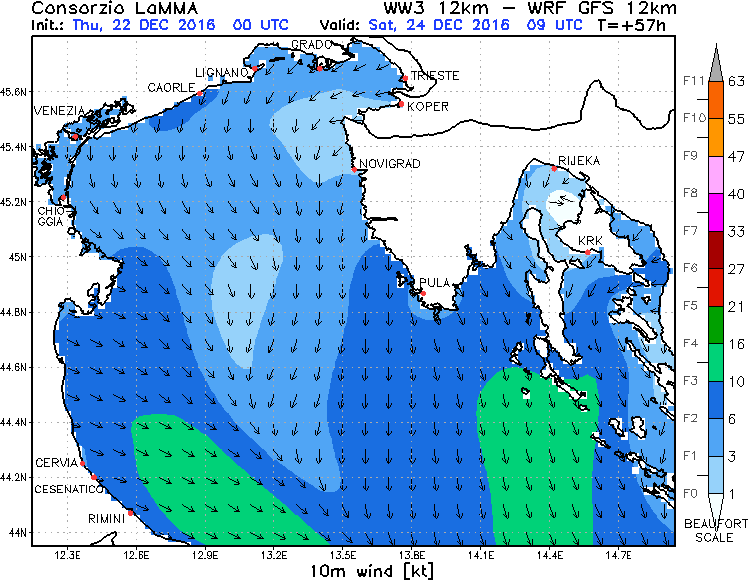 Consorzio LaMMA WW3 12km – WRF GFS 12km
Init.: Thu, 22 DEC 2016 00 UTC Valid: Sat, 24 DEC 2016 09 UTC T=+57h
GRADO
LIGNANO
TRIESTE
CAORLE
KOPER
VENEZIA
NOVIGRAD
RIJEKA
CHIO-
GGIA
KRK
PULA
CERVIA
CESENATICO
RIMINI
45.6N
45.4N
45.2N
45N
44.8N
44.6N
44.4N
44.2N
44N
12.3E 12.6E 12.9E 13.2E 13.5E 13.8E 14.1E 14.4E 14.7E
10m wind [kt]
F11 63
F10 55
F9 47
F8 40
F7 33
F6 27
F5 21
F4 16
F3 10
F2 6
F1 3
F0 1
BEAUFORT
SCALE